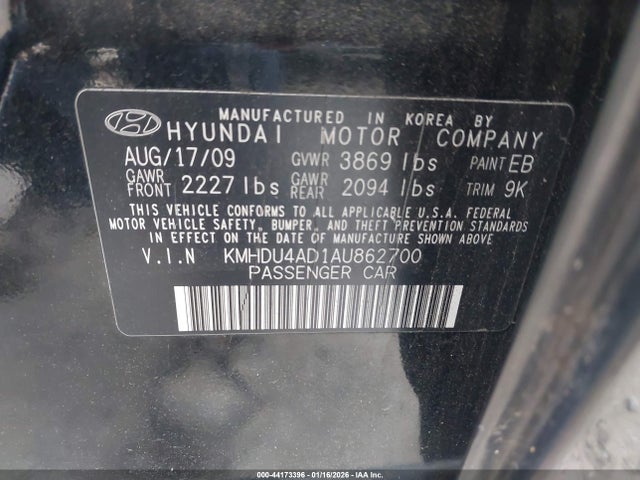 MANUFACTURED IN KOREA BY
HYUNDAI MOTOR COMPANY
AUG/17/09 GVWR 3869 lbs PAINT EB
GAWR FRONT 2227 lbs GAWR REAR 2094 lbs TRIM 9K
THIS VEHICLE CONFORMS TO ALL APPLICABLE U.S.A. FEDERAL
MOTOR VEHICLE SAFETY, BUMPER, AND THEFT PREVENTION STANDARDS
IN EFFECT ON THE DATE OF MANUFACTURE SHOWN ABOVE
V.I.N KMHDU4AD1AU862700
PASSENGER CAR
000-44173396 - 01/16/2026 - IAAI.COM